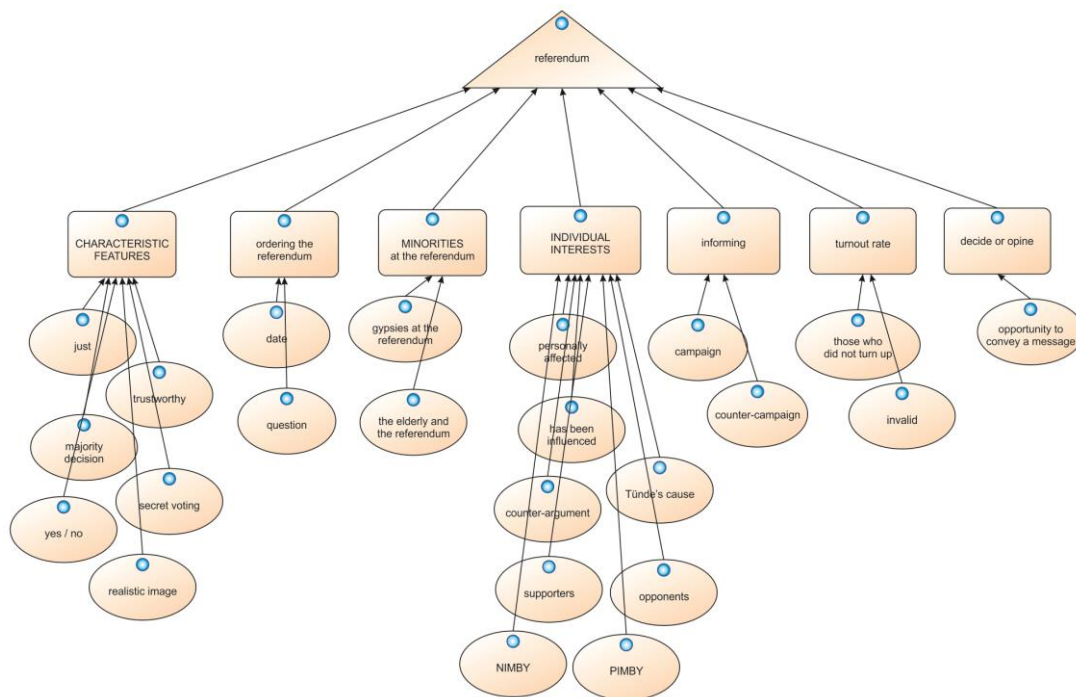 referendum
CHARACTERISTIC
FEATURES
ordering the
referendum
MINORITIES
at the referendum
INDIVIDUAL
INTERESTS
informing
turnout rate
decide or opine
just
trustworthy
majority
decision
secret voting
yes / no
realistic image
date
question
gypsies at the
referendum
the elderly and
the referendum
personally
affected
has been
influenced
Tünde's cause
counter-argument
supporters
opponents
NIMBY
PIMBY
campaign
counter-campaign
those who
did not turn up
invalid
opportunity to
convey a message